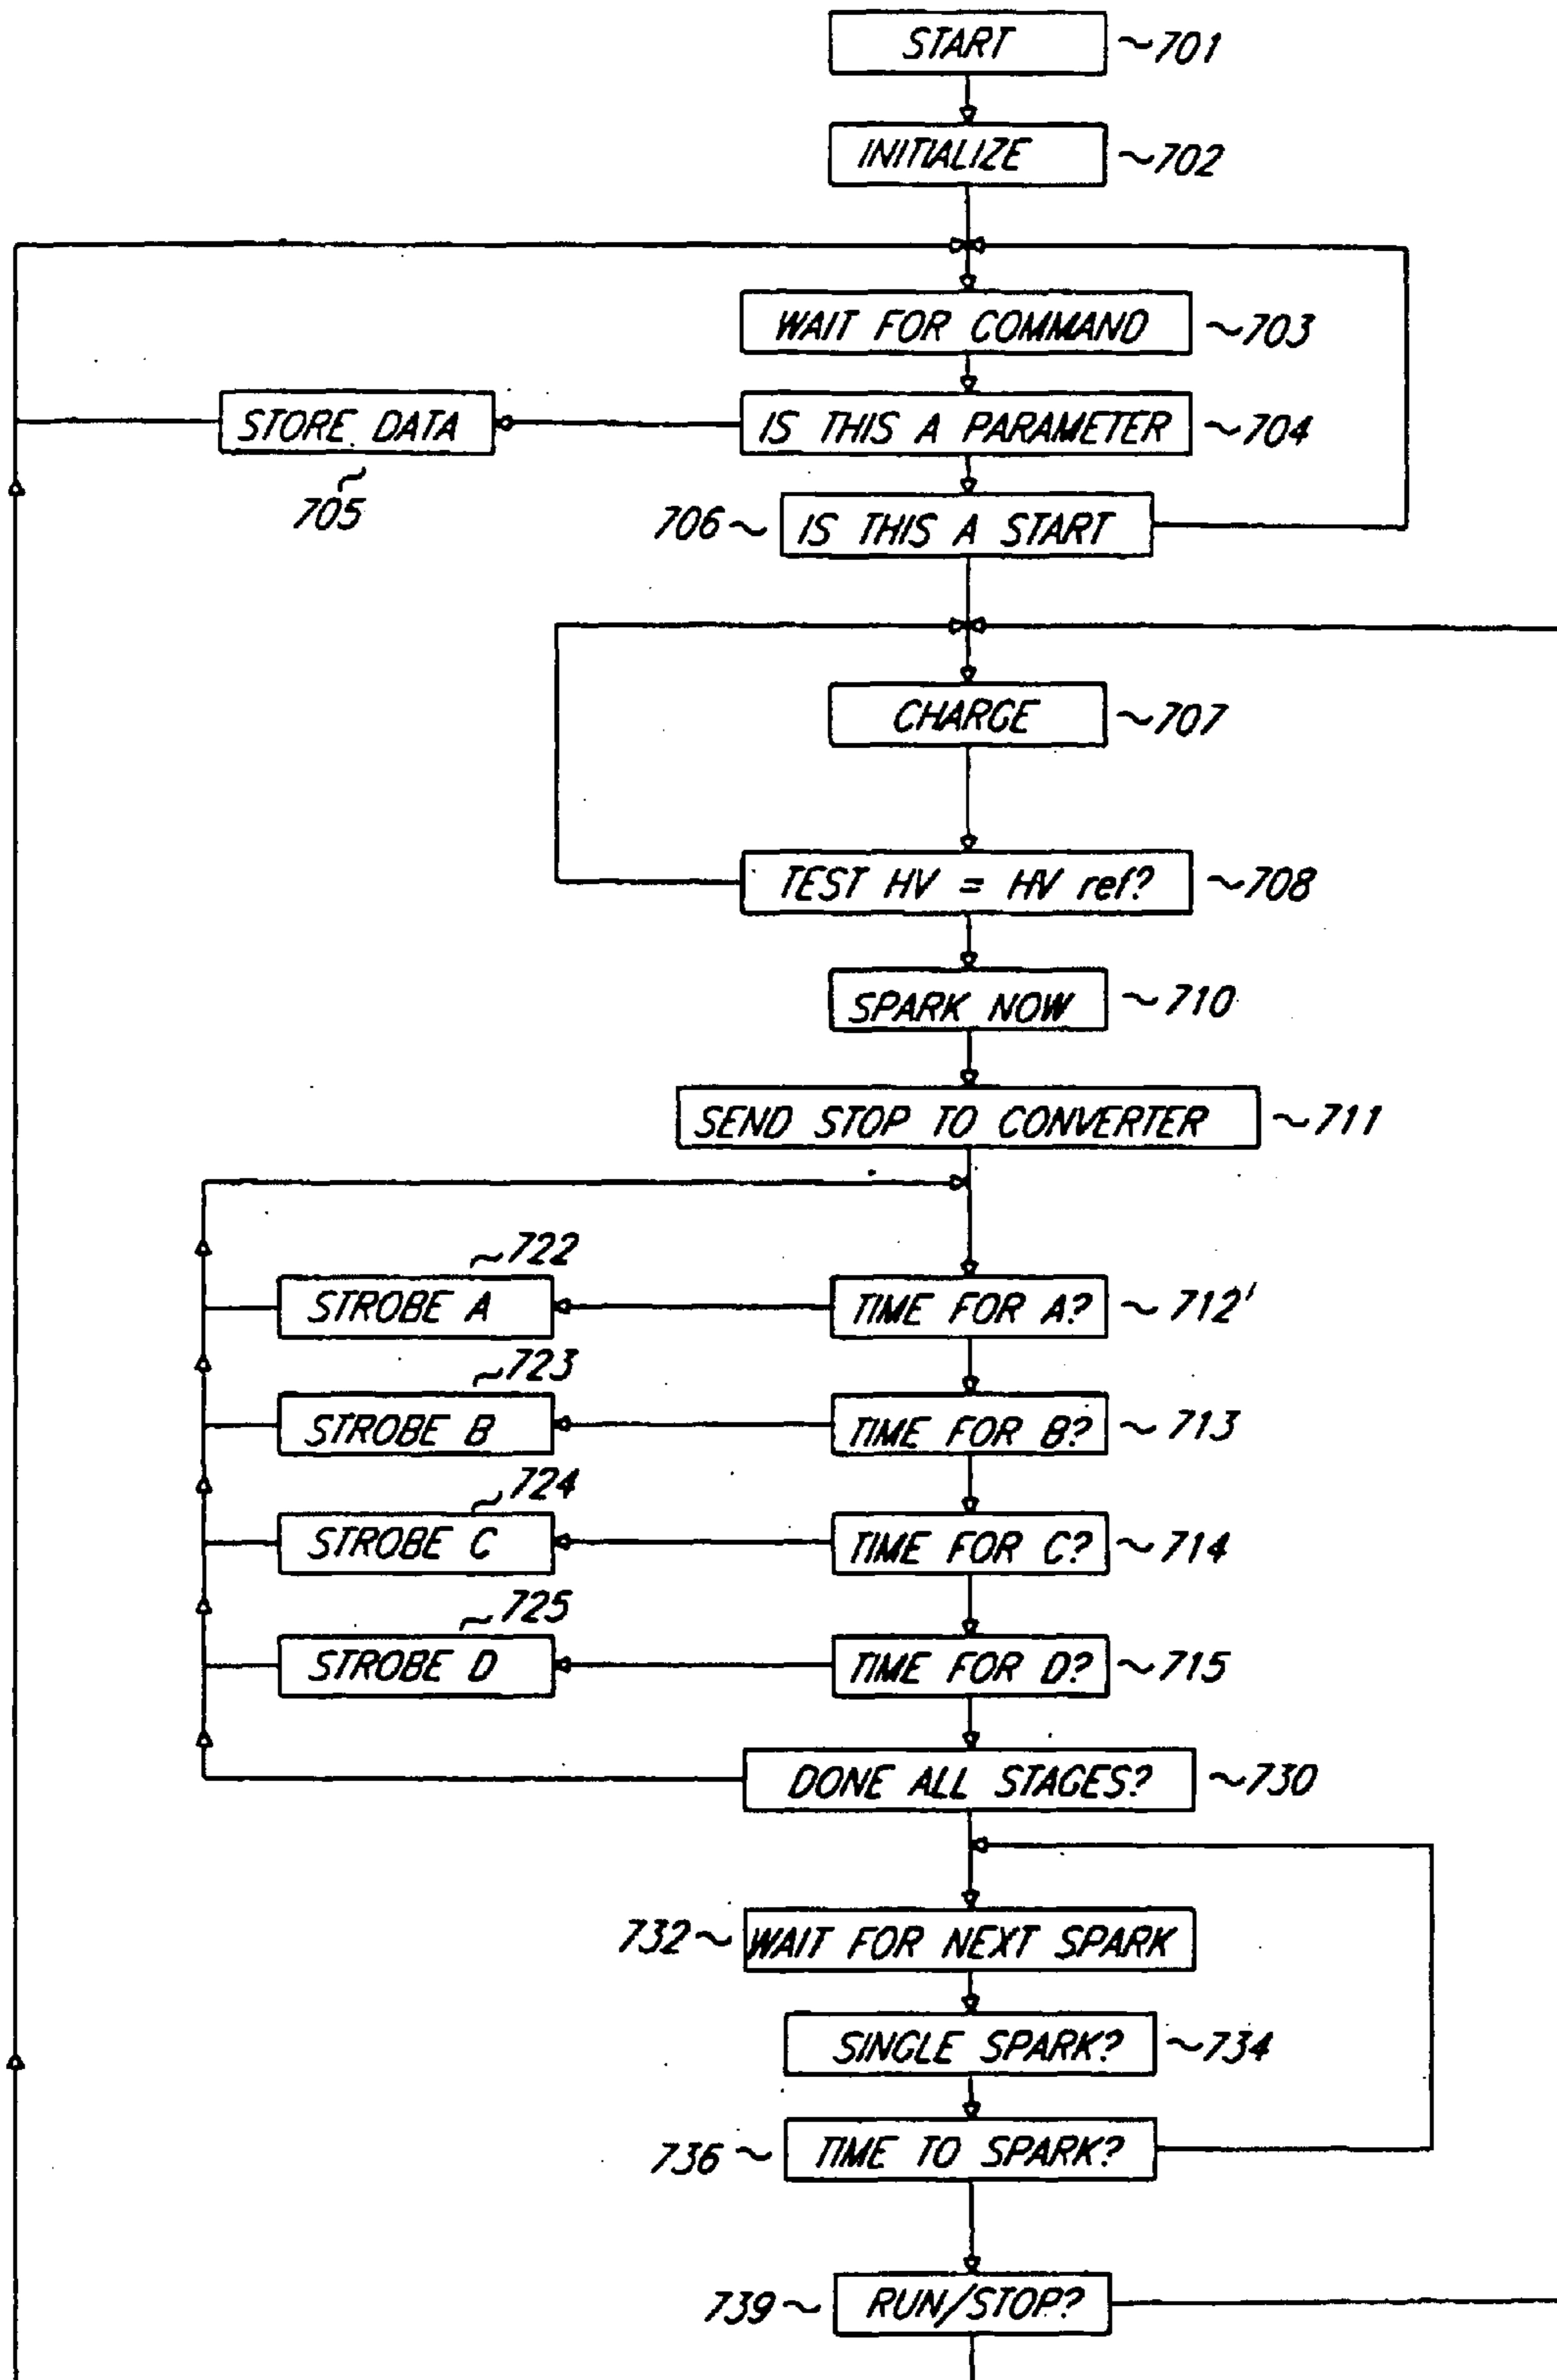 START ~701
INITIALIZE ~702
WAIT FOR COMMAND ~703
STORE DATA
705
IS THIS A PARAMETER ~704
706~ IS THIS A START
CHARGE ~707
TEST HV = HV ref? ~708
SPARK NOW ~710
SEND STOP TO CONVERTER ~711
722
STROBE A
TIME FOR A? ~712'
723
STROBE B
TIME FOR B? ~713
724
STROBE C
TIME FOR C? ~714
725
STROBE D
TIME FOR D? ~715
DONE ALL STAGES? ~730
732~ WAIT FOR NEXT SPARK
SINGLE SPARK? ~734
736~ TIME TO SPARK?
739~ RUN/STOP?